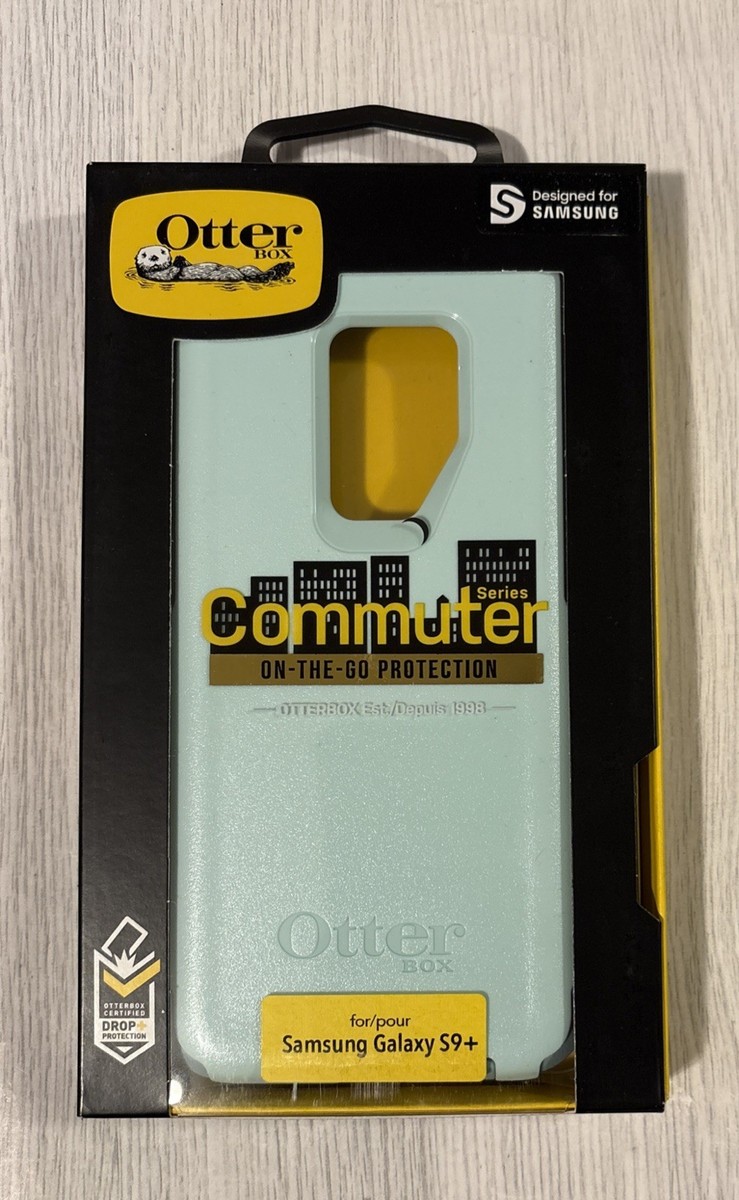 Otter
BOX
Designed for
SAMSUNG
Series
Commuter
ON-THE-GO PROTECTION
OTTERBOX Est./Depuis 1998
Otter
BOX
OTTERBOX
CERTIFIED
DROP+
PROTECTION
for/pour
Samsung Galaxy S9+